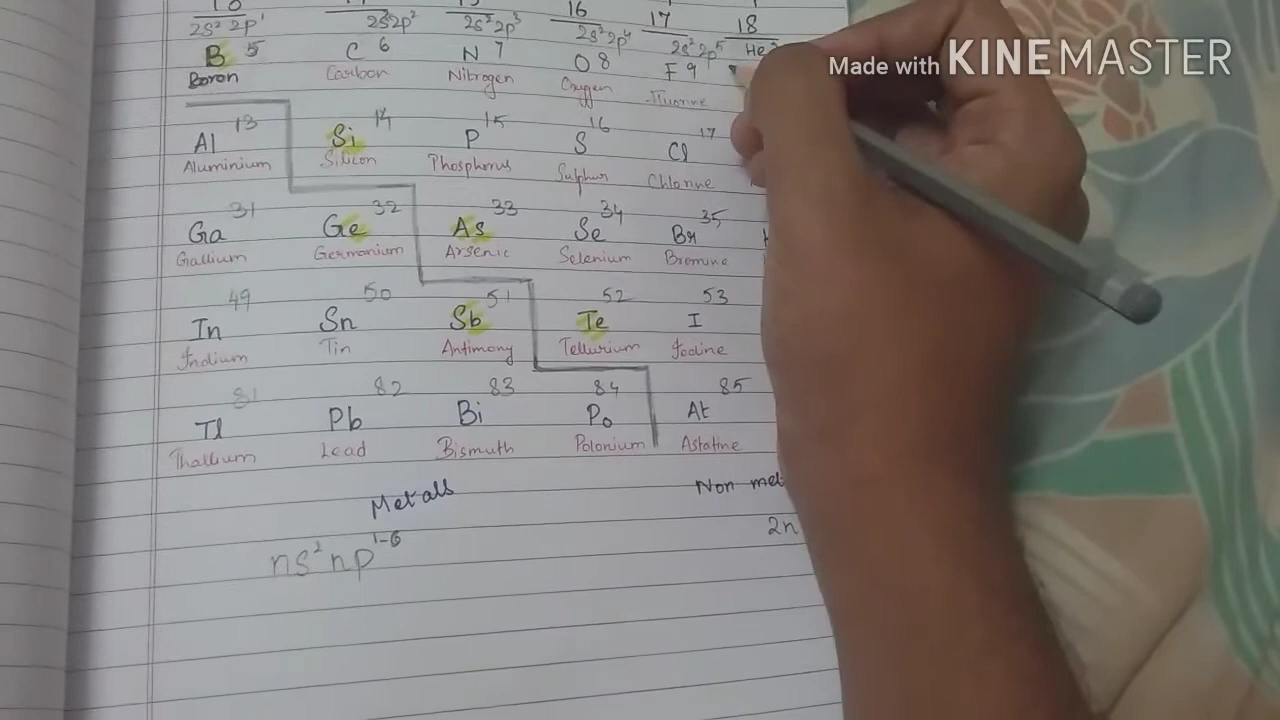 16 17 18
2s² 2p¹ 2s²2p² 2s² 2p³ 2s² 2p⁴ 2s² 2p⁵ He
B 5 C 6 N 7 O 8 F 9
Boron Carbon Nitrogen Oxygen Fluorine
Al 13 Si 14 P 15 S 16 Cl 17
Aluminium Silicon Phosphorus Sulphur Chlorine
Ga 31 Ge 32 As 33 Se 34 Br 35
Gallium Germanium Arsenic Selenium Bromine
In 49 Sn 50 Sb 51 Te 52 I 53
Indium Tin Antimony Tellurium Iodine
Tl 81 Pb 82 Bi 83 Po 84 At 85
Thallium Lead Bismuth Polonium Astatine
Metals Non met
2n
ns² np¹⁻⁶
Made with KINEMASTER